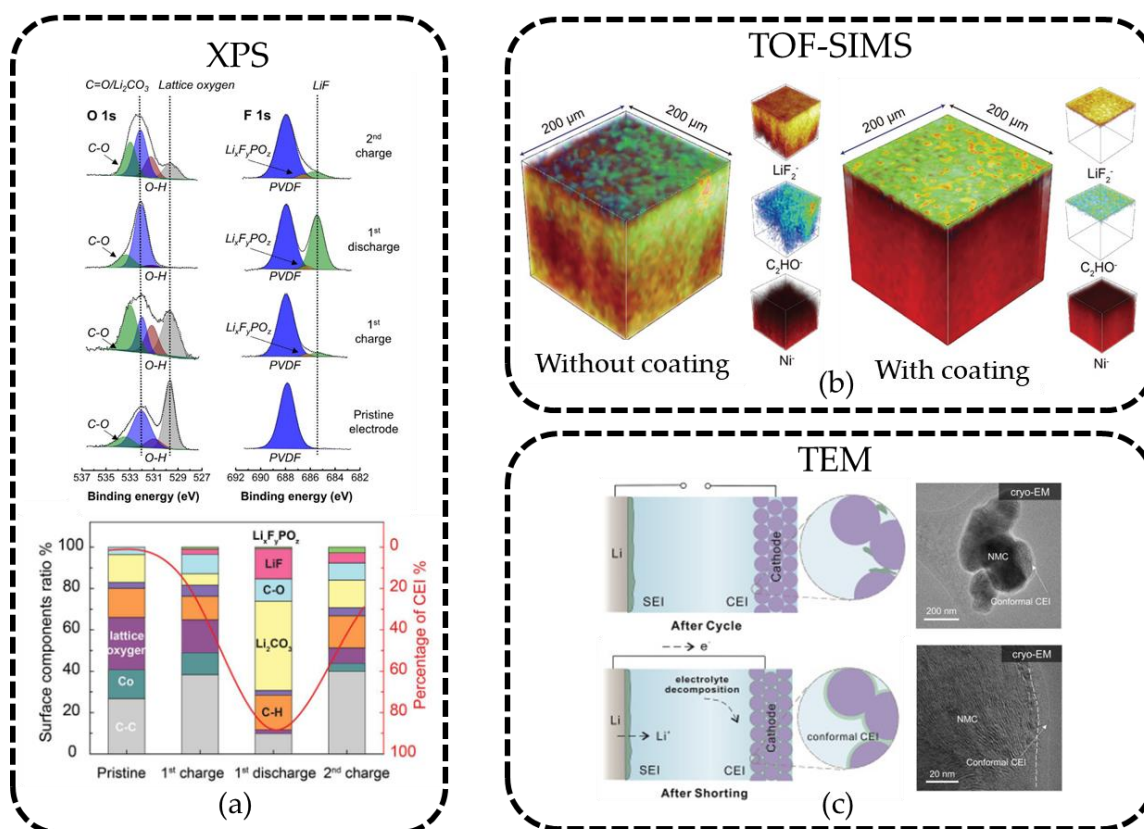 XPS
C=O/Li₂CO₃ Lattice oxygen LiF
O 1s F 1s
C-O LiₓFᵧPO_z 2nd charge
O-H PVDF
C-O LiₓFᵧPO_z 1st discharge
O-H PVDF
C-O LiₓFᵧPO_z 1st charge
O-H PVDF
C-O Pristine electrode
O-H PVDF
537 535 533 531 529 527 692 690 688 686 684 682
Binding energy (eV) Binding energy (eV)
LiₓFᵧPO_z
100 0
80 20
60 40
40 60
20 80
0 100
Surface components ratio %
Percentage of CEI %
LiF
C-O
Li₂CO₃
C-H
lattice
oxygen
Co
C-C
Pristine 1st charge 1st discharge 2nd charge
(a)
TOF-SIMS
200 μm 200 μm
LiF₂⁻
C₂HO⁻
Ni⁻
Without coating
200 μm 200 μm
LiF₂⁻
C₂HO⁻
Ni⁻
With coating
(b)
TEM
Li SEI CEI Cathode
After Cycle
cryo-EM
NMC
Conformal CEI
200 nm
e⁻
electrolyte
decomposition
Li Li⁺ Cathode
SEI CEI
conformal CEI
After Shorting
cryo-EM
NMC
Conformal CEI
20 nm
(c)